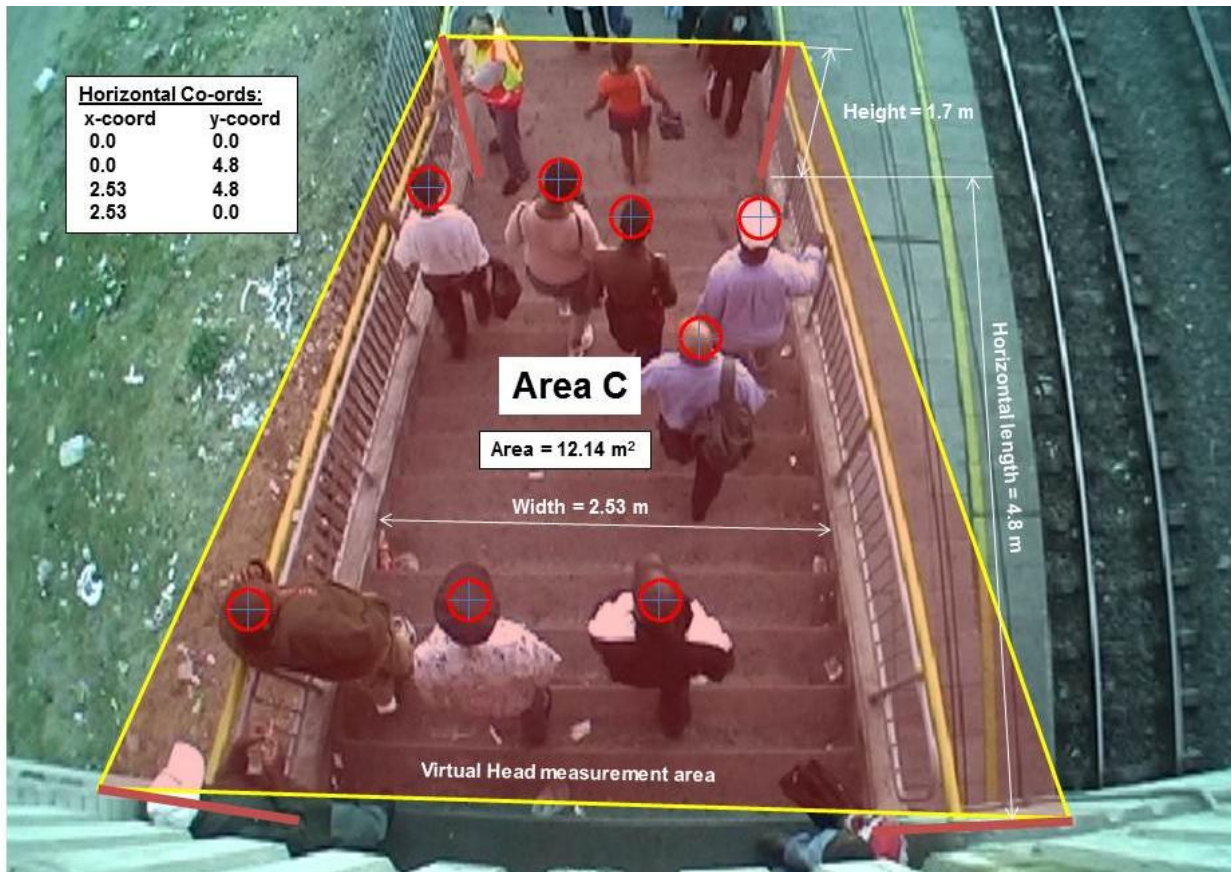 Horizontal Co-ords:
x-coord y-coord
0.0 0.0
0.0 4.8
2.53 4.8
2.53 0.0
Height = 1.7 m
Area C
Area = 12.14 m²
Width = 2.53 m
Horizontal length = 4.8 m
Virtual Head measurement area